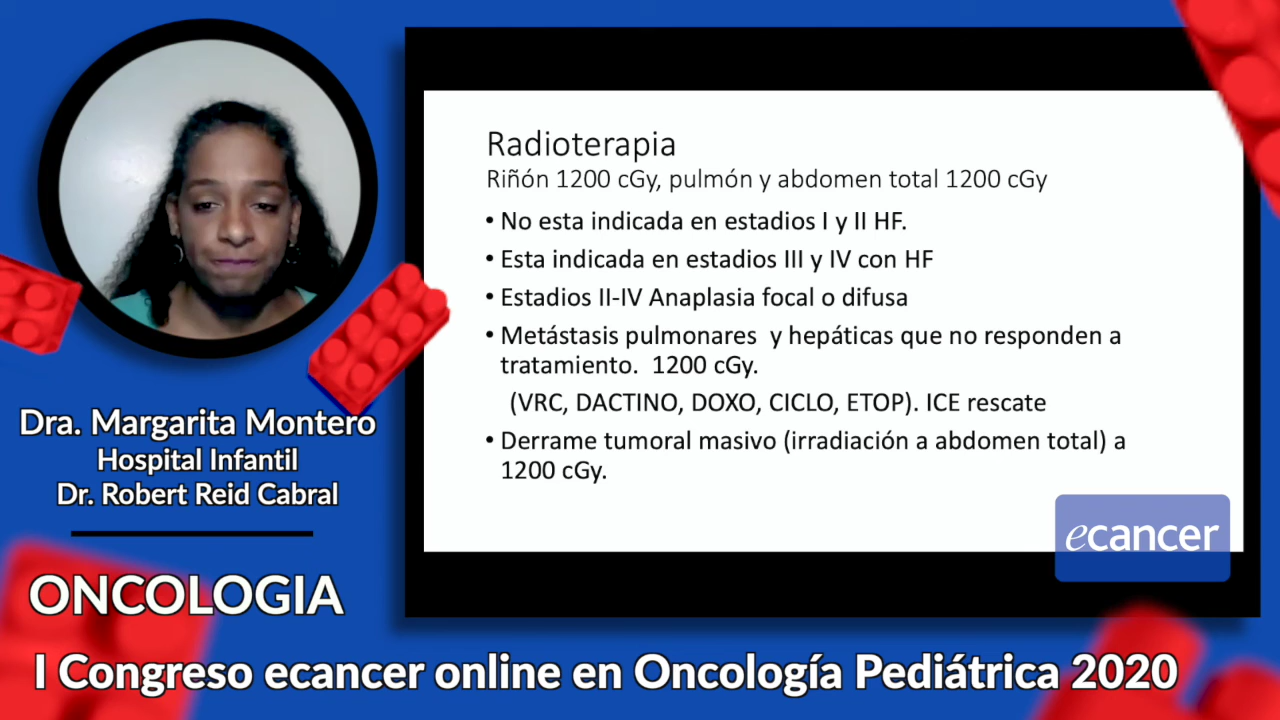 Radioterapia
Riñón 1200 cGy, pulmón y abdomen total 1200 cGy
• No esta indicada en estadios I y II HF.
• Esta indicada en estadios III y IV con HF
• Estadios II-IV Anaplasia focal o difusa
• Metástasis pulmonares y hepáticas que no responden a
tratamiento. 1200 cGy.
(VRC, DACTINO, DOXO, CICLO, ETOP). ICE rescate
• Derrame tumoral masivo (irradiación a abdomen total) a
1200 cGy.
ecancer
Dra. Margarita Montero
Hospital Infantil
Dr. Robert Reid Cabral
ONCOLOGIA
I Congreso ecancer online en Oncología Pediátrica 2020